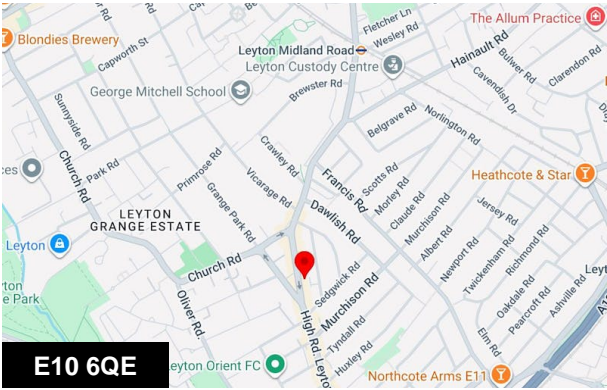 The Allum Practice
Fletcher Ln
Blondies Brewery
Wesley Rd
Leyton Midland Road
Capworth St
Leyton Custody Centre
Hainault Rd
Bulwer Rd
Clarendon Rd
Cavendish Dr
George Mitchell School
Brewster Rd
Sunnyside Rd
Belgrave Rd
Norlington Rd
Church Rd
Park Rd
Primrose Rd
Crawley Rd
Vicarage Rd
Francis Rd
Scotts Rd
Morley Rd
Claude Rd
Murchison Rd
Albert Rd
Heathcote & Star
Jersey Rd
Grange Park Rd
LEYTON
GRANGE ESTATE
Dawlish Rd
Newport Rd
Twickenham Rd
Richmond Rd
Leyton
Church Rd
Sedgwick Rd
Murchison Rd
Oakdale Rd
Pearcroft Rd
Ashville Rd
Oliver Rd.
High Rd. Leyto
Tyndall Rd
Huxley Rd
Elm Rd
E10 6QE
eyton Orient FC
Northcote Arms E11